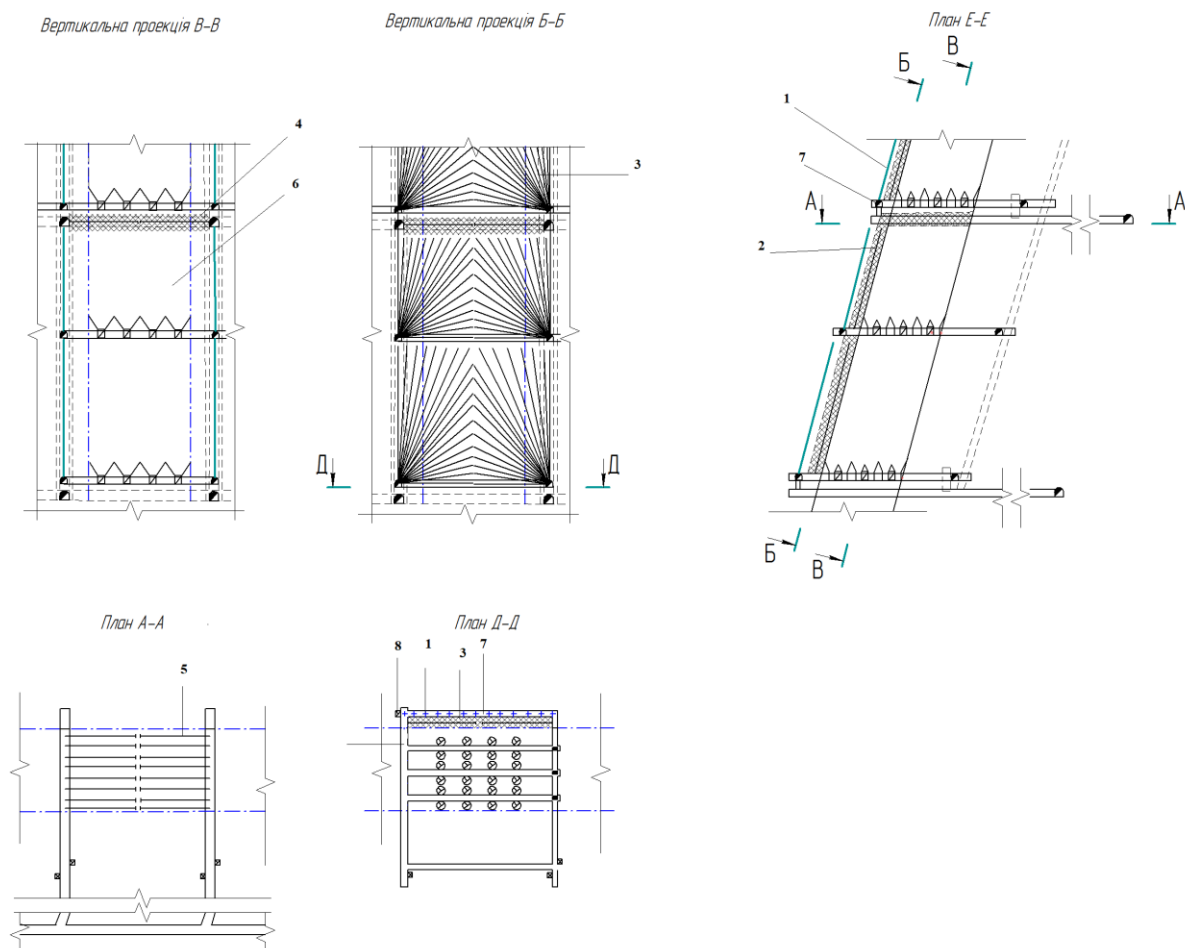 Вертикальна проекція В-В
Вертикальна проекція Б-Б
План Е-Е
В
Б
1
4
7
3
6
А
А
2
Д
Д
Б
В
План А-А
План Д-Д
5
8
1
3
7